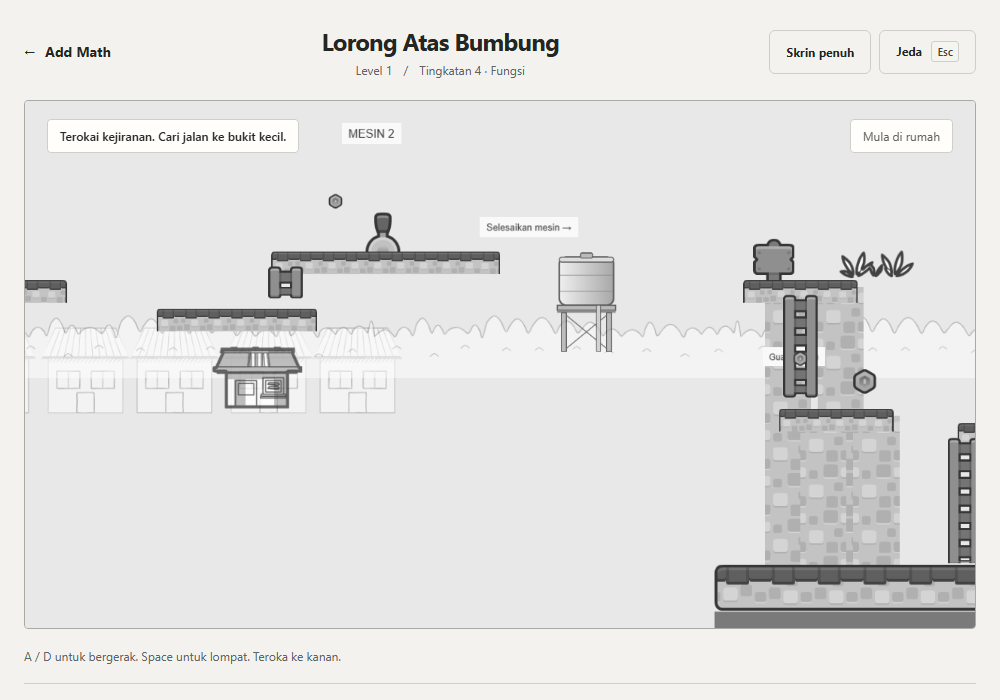 ← Add Math
Lorong Atas Bumbung
Level 1 / Tingkatan 4 · Fungsi
Skrin penuh
Jeda Esc
Terokai kejiranan. Cari jalan ke bukit kecil.
MESIN 2
Mula di rumah
Selesaikan mesin →
A / D untuk bergerak. Space untuk lompat. Teroka ke kanan.